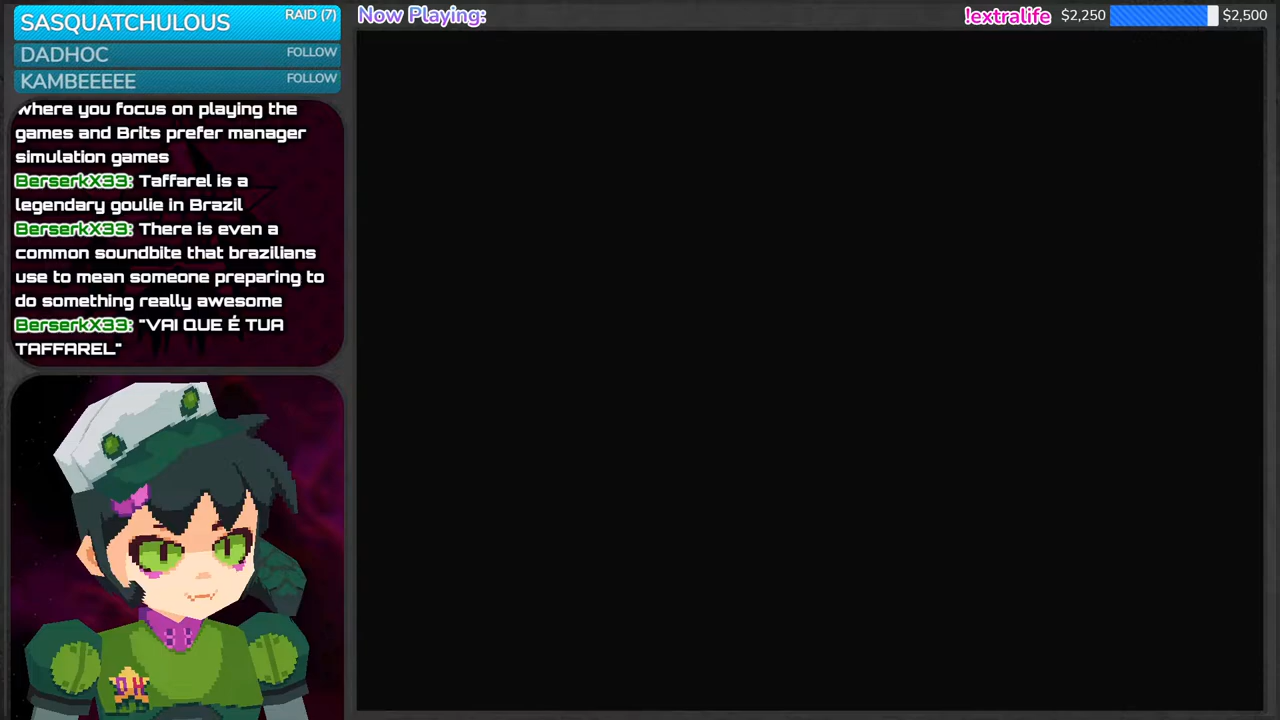 SASQUATCHULOUS RAID (7)
DADHOC FOLLOW
KAMBEEEEE FOLLOW
where you focus on playing the
games and Brits prefer manager
simulation games
BerserkX33: Taffarel is a
legendary goulie in Brazil
BerserkX33: There is even a
common soundbite that brazilians
use to mean someone preparing to
do something really awesome
BerserkX33: "VAI QUE É TUA
TAFFAREL"
Now Playing:
!extralife $2,250 $2,500